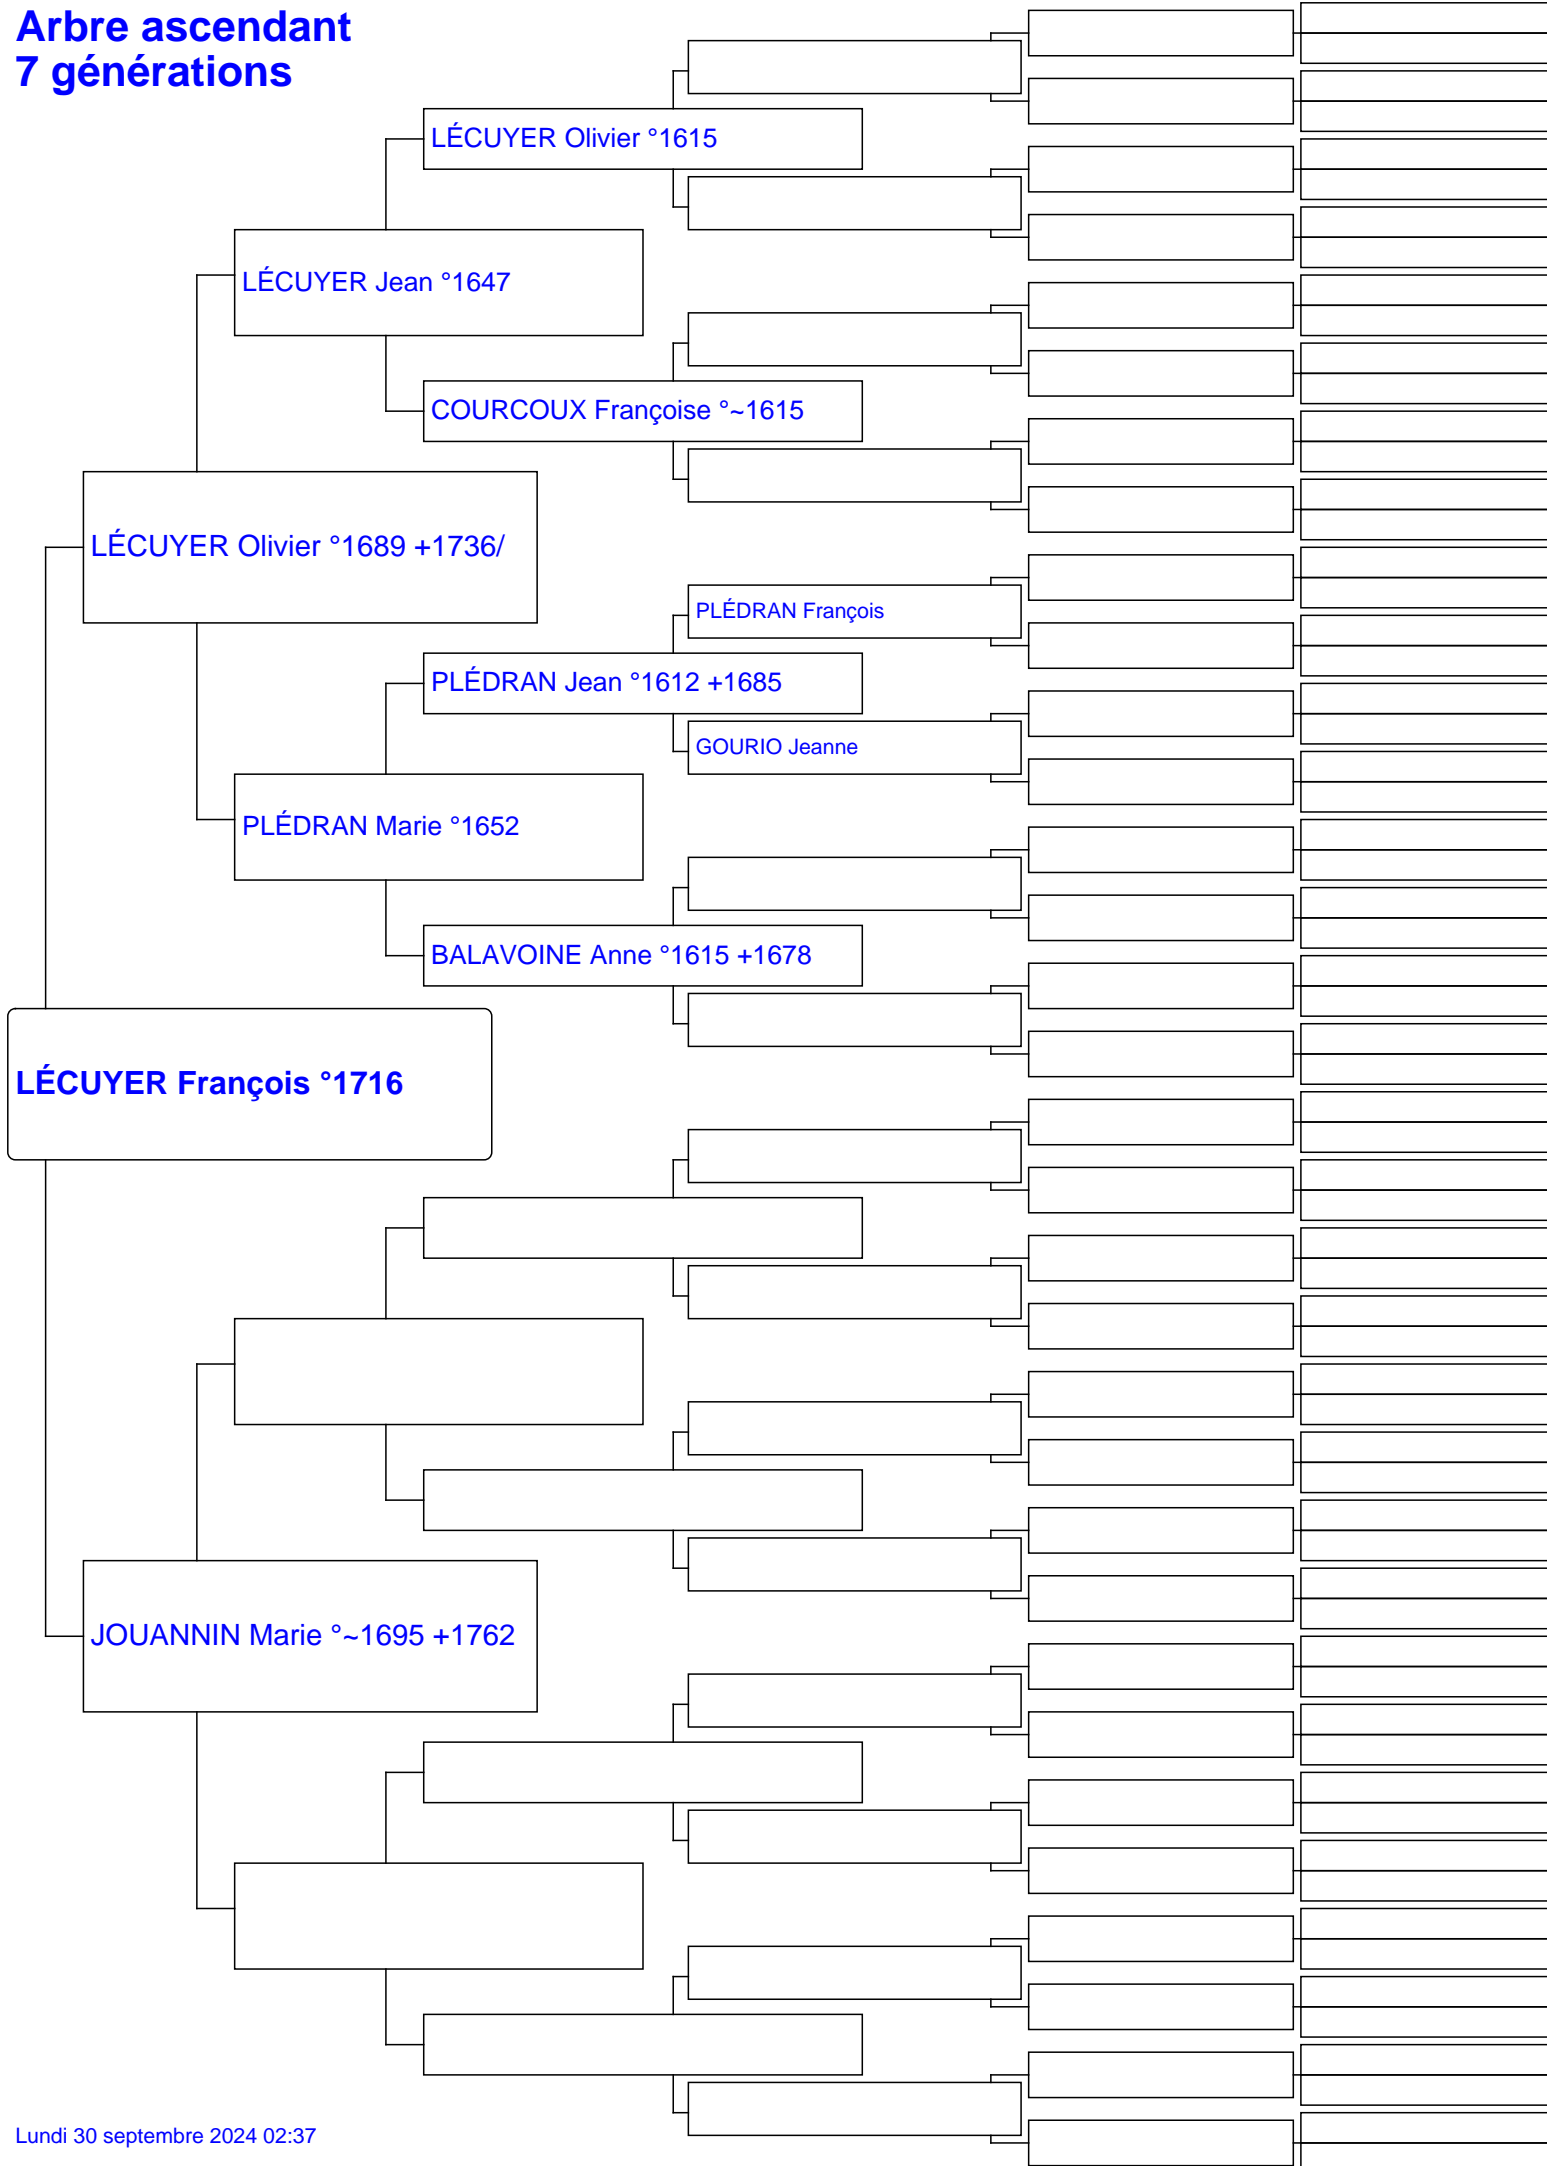 Arbre ascendant
7 générations
LÉCUYER Olivier °1615
LÉCUYER Jean °1647
COURCOUX Françoise °~1615
LÉCUYER Olivier °1689 +1736/
PLÉDRAN François
PLÉDRAN Jean °1612 +1685
GOURIO Jeanne
PLÉDRAN Marie °1652
BALAVOINE Anne °1615 +1678
LÉCUYER François °1716
JOUANNIN Marie °~1695 +1762
Lundi 30 septembre 2024 02:37